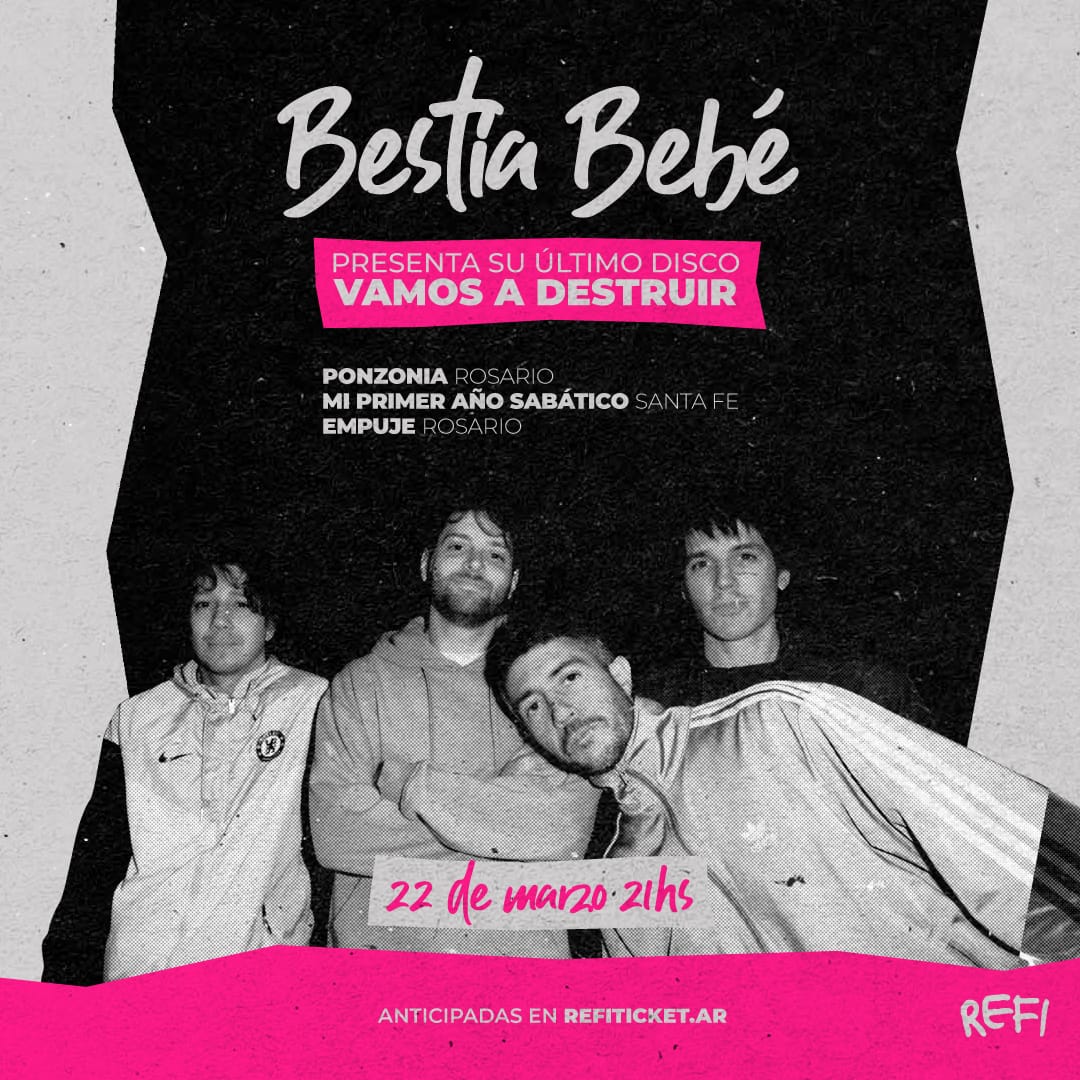 Bestia Bebé
PRESENTA SU ÚLTIMO DISCO
VAMOS A DESTRUIR
PONZONIA ROSARIO
MI PRIMER AÑO SABÁTICO SANTA FE
EMPUJE ROSARIO
22 de marzo 21hs
ANTICIPADAS EN REFITICKET.AR
REFI